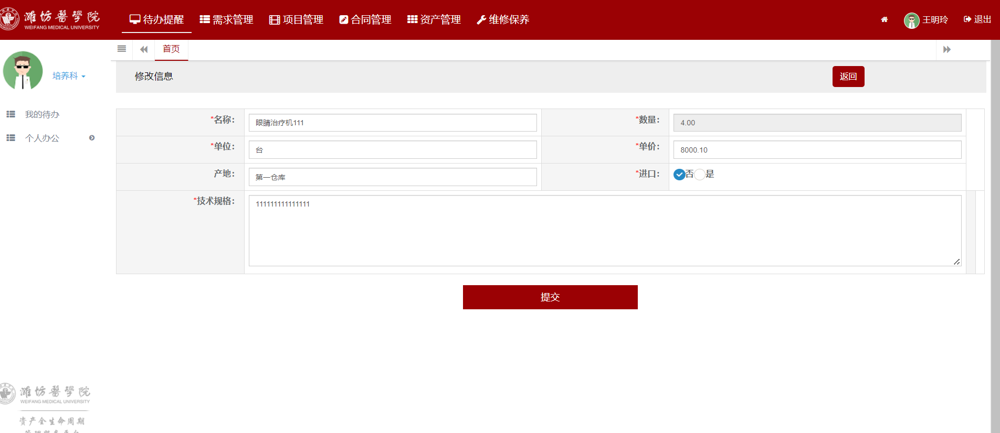 濰坊醫學院
WEIFANG MEDICAL UNIVERSITY
待办提醒
需求管理
项目管理
合同管理
资产管理
维修保养
王明玲
退出
首页
培养科
修改信息
返回
我的待办
个人办公
*名称：
眼睛治疗机111
*数量：
4.00
*单位：
台
*单价：
8000.10
产地：
第一仓库
*进口：
否
是
*技术规格：
111111111111111
提交
濰坊醫學院
WEIFANG MEDICAL UNIVERSITY
资产全生命周期